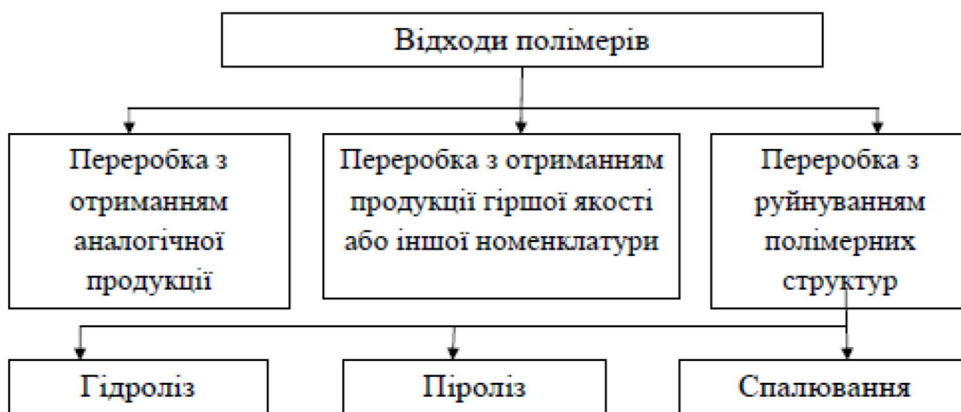 Відходи полімерів
Переробка з
отриманням
аналогічної
продукції
Переробка з отриманням
продукції гіршої якості
або іншої номенклатури
Переробка з
руйнуванням
полімерних
структур
Гідроліз
Піроліз
Спалювання